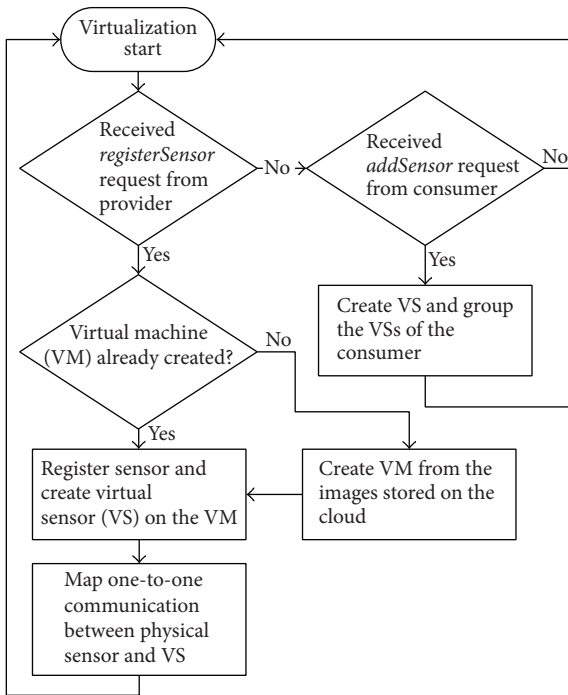 Virtualization
start
Received
registerSensor
request from
provider
No
Received
addSensor request
from consumer
No
Yes
Yes
Create VS and group
the VSs of the
consumer
Virtual machine
(VM) already created?
No
Yes
Register sensor and
create virtual
sensor (VS) on the VM
Create VM from the
images stored on the
cloud
Map one-to-one
communication
between physical
sensor and VS